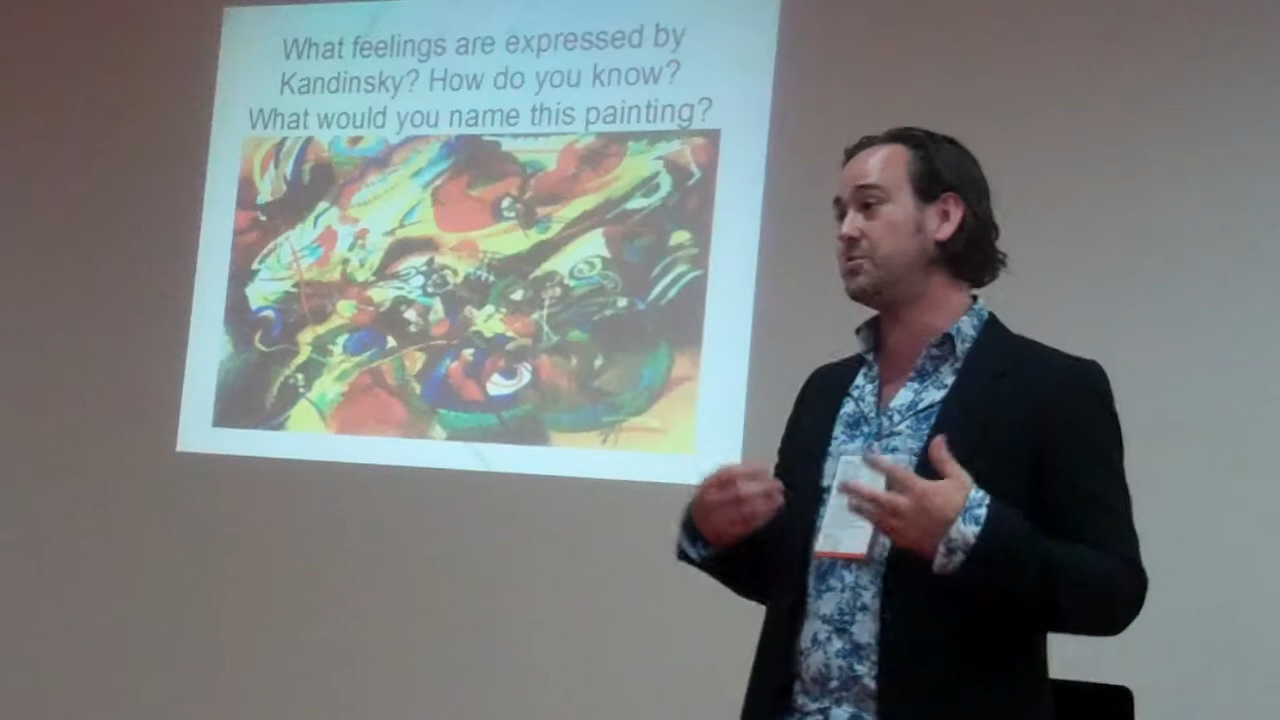 What feelings are expressed by
Kandinsky? How do you know?
What would you name this painting?